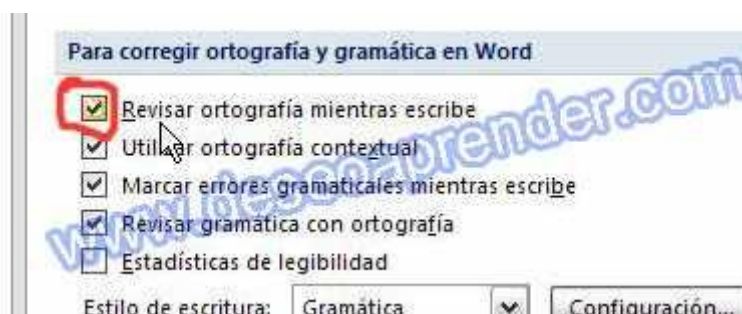 Para corregir ortografía y gramática en Word
Revisar ortografía mientras escribe
Utilizar ortografía contextual
Marcar errores gramaticales mientras escribe
Revisar gramática con ortografía
Estadísticas de legibilidad
Estilo de escritura: Gramática Configuración...
www.deseoaprender.com